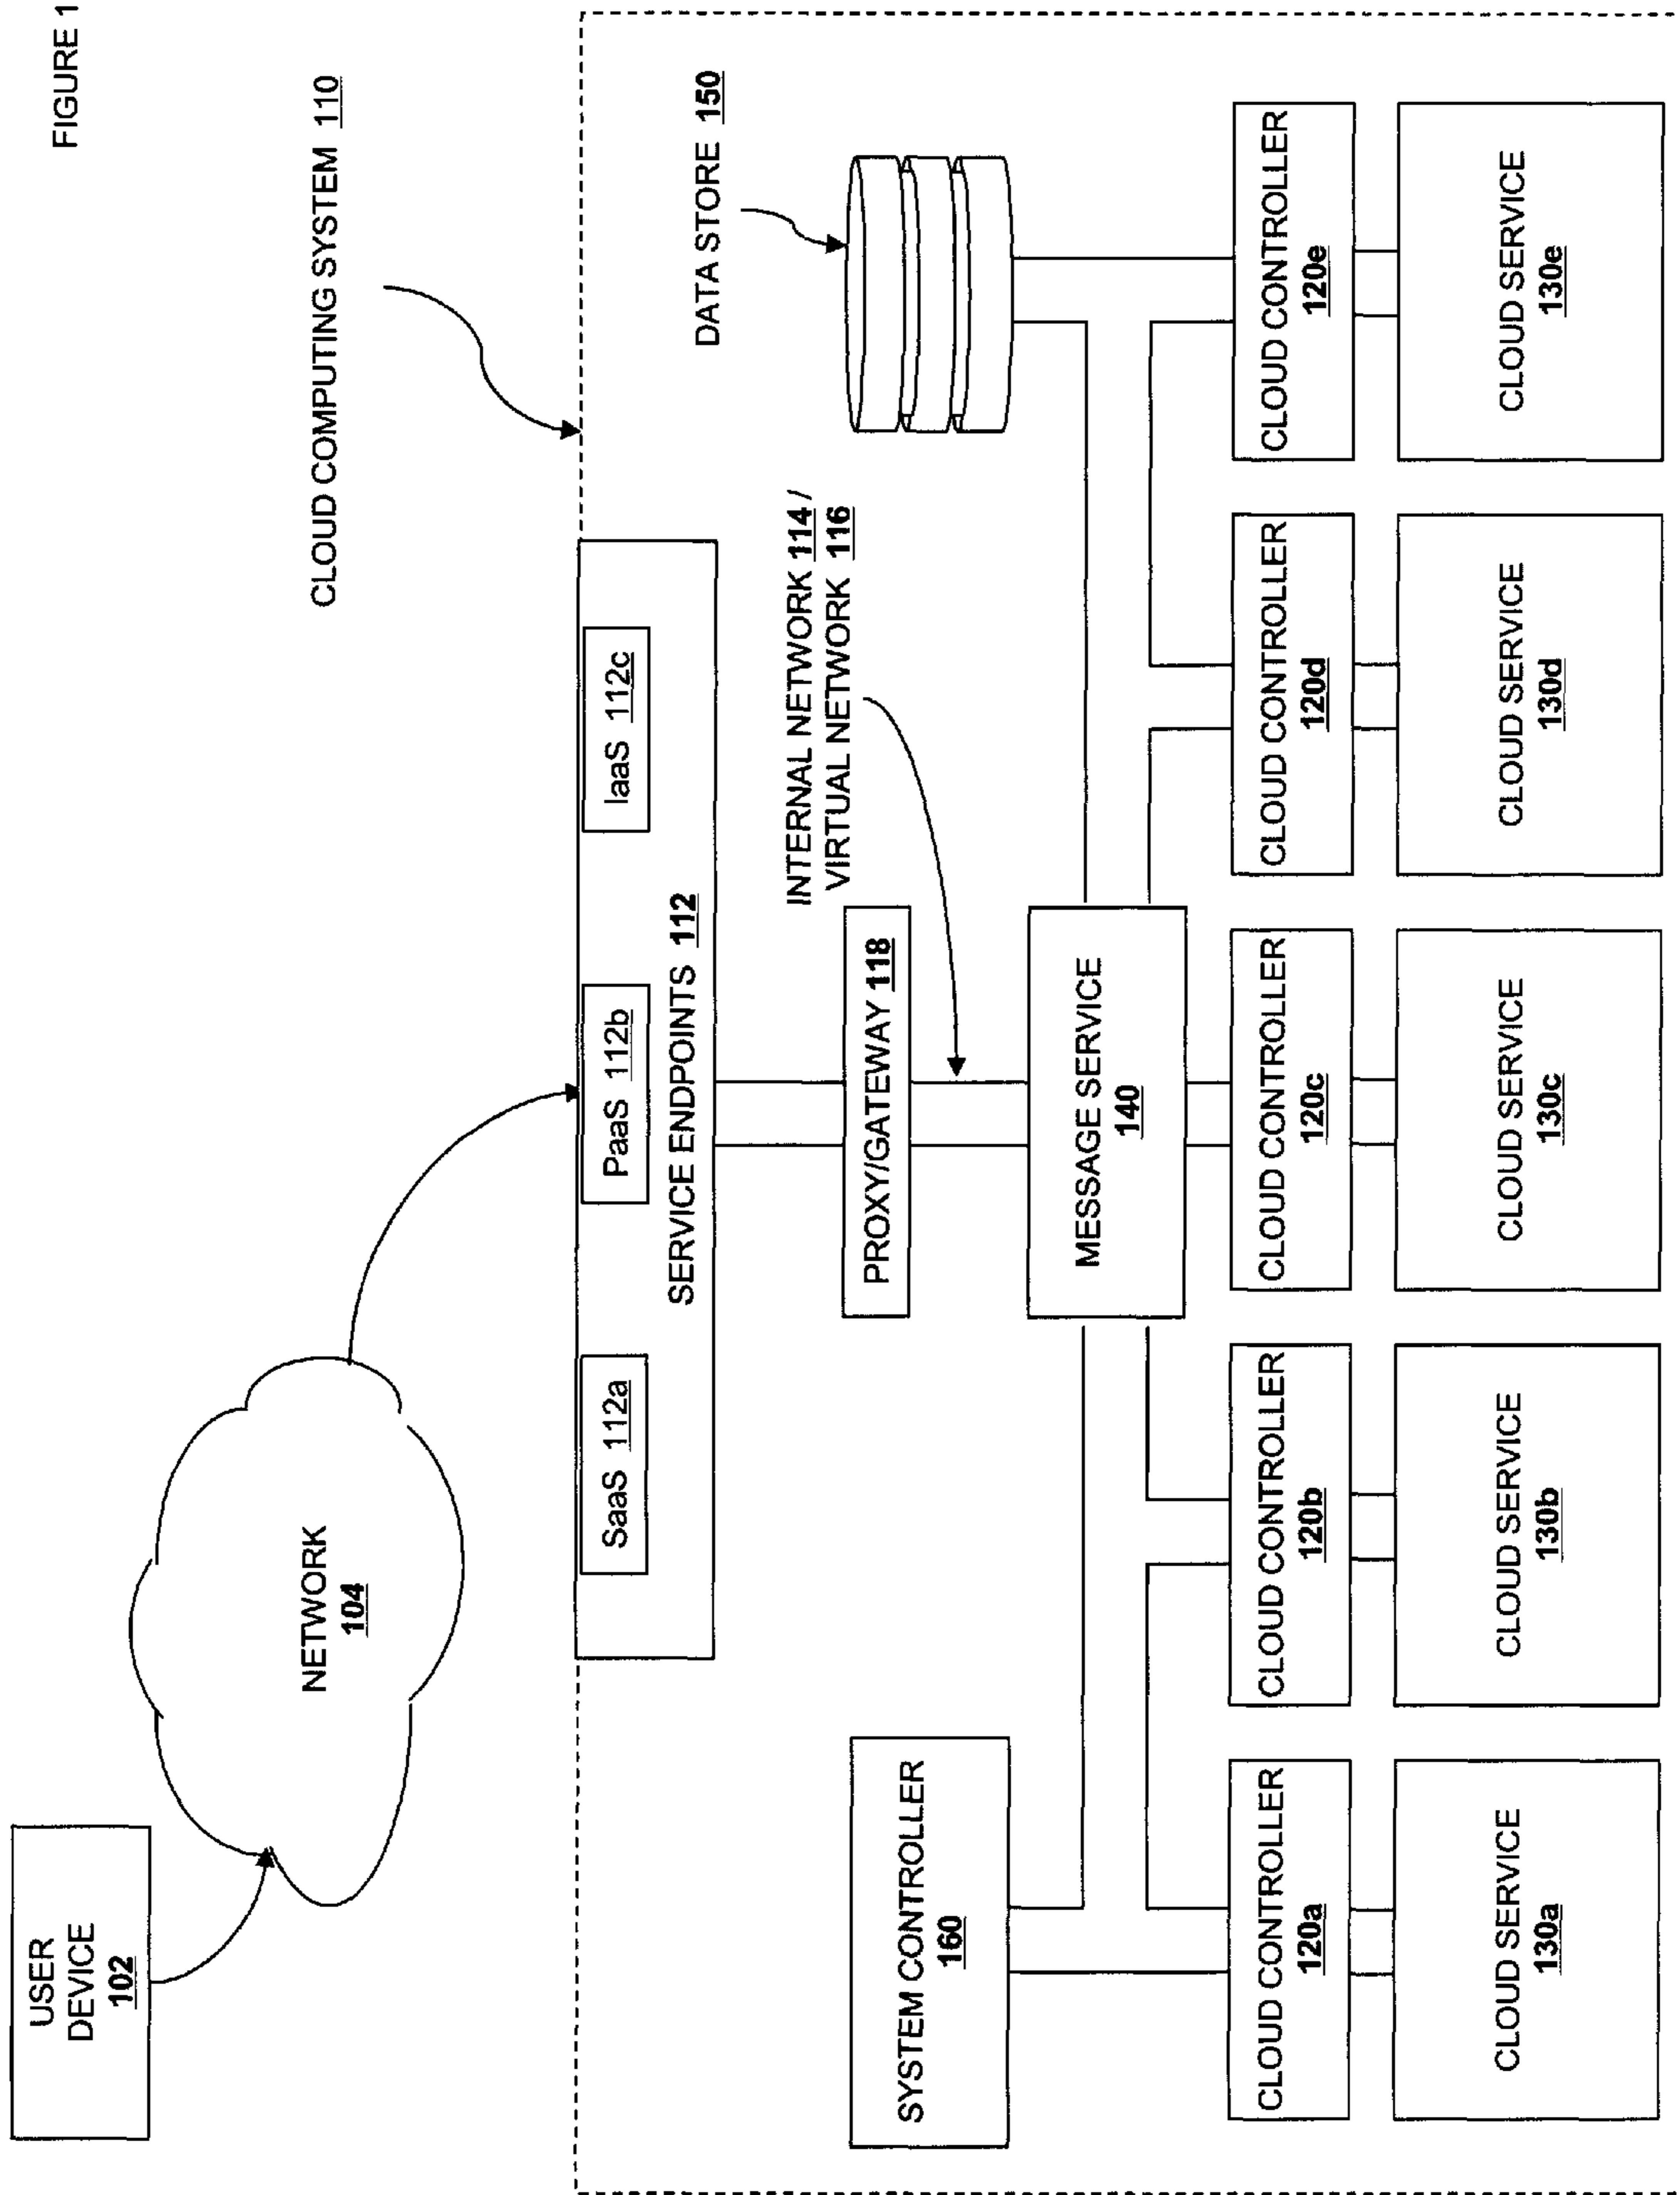 FIGURE 1
USER
DEVICE
102
NETWORK
104
CLOUD COMPUTING SYSTEM 110
SaaS 112a
PaaS 112b
IaaS 112c
SERVICE ENDPOINTS 112
DATA STORE 150
SYSTEM CONTROLLER
160
PROXY/GATEWAY 118
INTERNAL NETWORK 114 /
VIRTUAL NETWORK 116
MESSAGE SERVICE
140
CLOUD CONTROLLER
120a
CLOUD CONTROLLER
120b
CLOUD CONTROLLER
120c
CLOUD CONTROLLER
120d
CLOUD CONTROLLER
120e
CLOUD SERVICE
130a
CLOUD SERVICE
130b
CLOUD SERVICE
130c
CLOUD SERVICE
130d
CLOUD SERVICE
130e